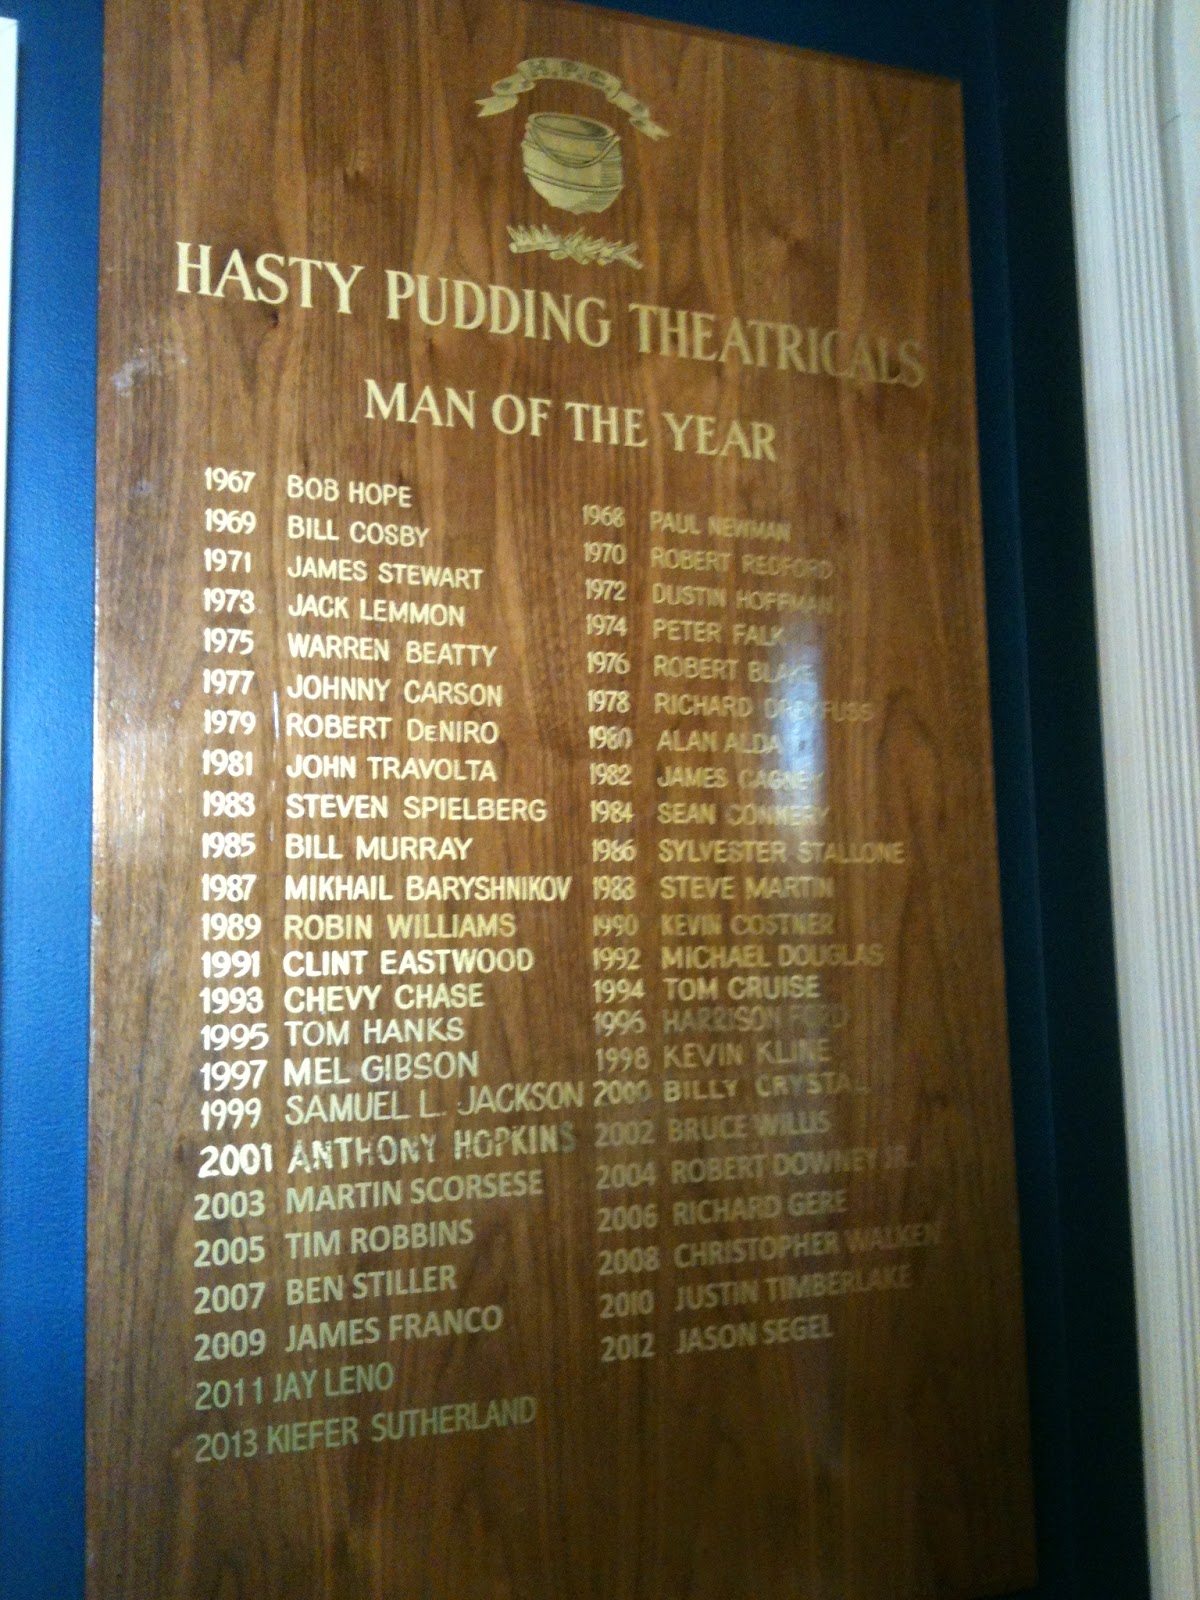 H.P.C.
HASTY PUDDING THEATRICALS
MAN OF THE YEAR
1967 BOB HOPE
1969 BILL COSBY
1971 JAMES STEWART
1973 JACK LEMMON
1975 WARREN BEATTY
1977 JOHNNY CARSON
1979 ROBERT DENIRO
1981 JOHN TRAVOLTA
1983 STEVEN SPIELBERG
1985 BILL MURRAY
1987 MIKHAIL BARYSHNIKOV
1989 ROBIN WILLIAMS
1991 CLINT EASTWOOD
1993 CHEVY CHASE
1995 TOM HANKS
1997 MEL GIBSON
1999 SAMUEL L. JACKSON
2001 ANTHONY HOPKINS
2003 MARTIN SCORSESE
2005 TIM ROBBINS
2007 BEN STILLER
2009 JAMES FRANCO
2011 JAY LENO
2013 KIEFER SUTHERLAND
1968 PAUL NEWMAN
1970 ROBERT REDFORD
1972 DUSTIN HOFFMAN
1974 PETER FALK
1976 ROBERT BLAKE
1978 RICHARD DREYFUSS
1980 ALAN ALDA
1982 JAMES CAGNEY
1984 SEAN CONNERY
1986 SYLVESTER STALLONE
1988 STEVE MARTIN
1990 KEVIN COSTNER
1992 MICHAEL DOUGLAS
1994 TOM CRUISE
1996 HARRISON FORD
1998 KEVIN KLINE
2000 BILLY CRYSTAL
2002 BRUCE WILLIS
2004 ROBERT DOWNEY JR.
2006 RICHARD GERE
2008 CHRISTOPHER WALKEN
2010 JUSTIN TIMBERLAKE
2012 JASON SEGEL